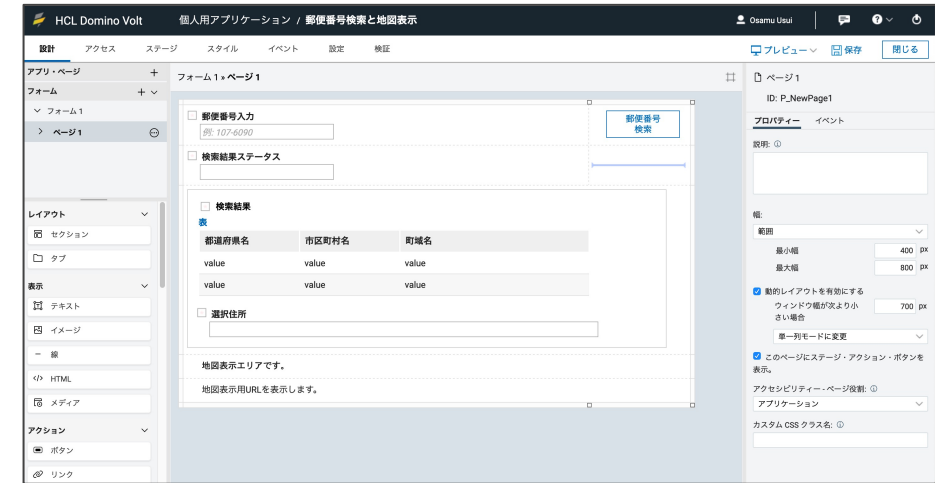 HCL Domino Volt
個人用アプリケーション / 郵便番号検索と地図表示
Osamu Usui
設計 アクセス ステージ スタイル イベント 設定 検証
プレビュー 保存 閉じる
アプリ・ページ
フォーム
フォーム 1
ページ 1
レイアウト
セクション
タブ
表示
テキスト
イメージ
線
HTML
メディア
アクション
ボタン
リンク
フォーム 1 » ページ 1
郵便番号入力
例: 107-6090
郵便番号
検索
検索結果ステータス
検索結果
表
都道府県名 市区町村名 町域名
value value value
value value value
選択住所
地図表示エリアです。
地図表示用URLを表示します。
ページ 1
ID: P_NewPage1
プロパティー イベント
説明:
幅:
範囲
最小幅 400 px
最大幅 800 px
動的レイアウトを有効にする
ウィンドウ幅が次より小 700 px
さい場合
単一列モードに変更
このページにステージ・アクション・ボタンを
表示。
アクセシビリティー - ページ役割:
アプリケーション
カスタム CSS クラス名: